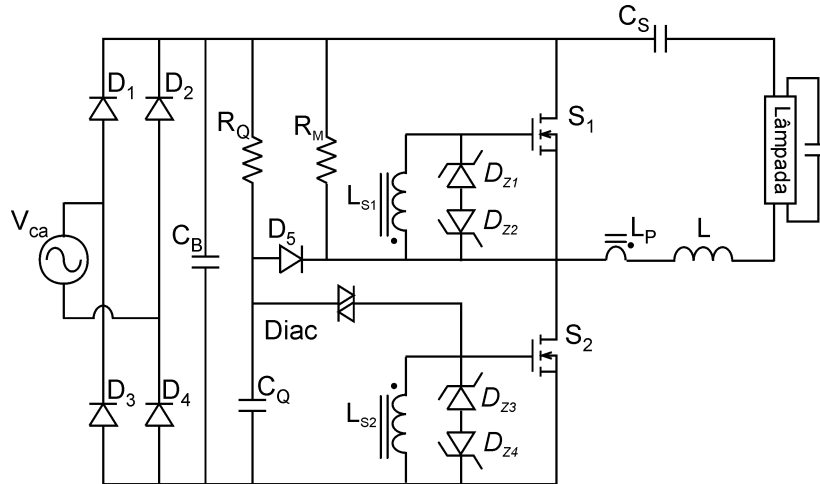 C_S
D_1
D_2
R_Q
R_M
S_1
Lâmpada
D_Z1
L_S1
D_Z2
V_ca
C_B
D_5
L_P
L
Diac
S_2
D_3
D_4
C_Q
D_Z3
L_S2
D_Z4